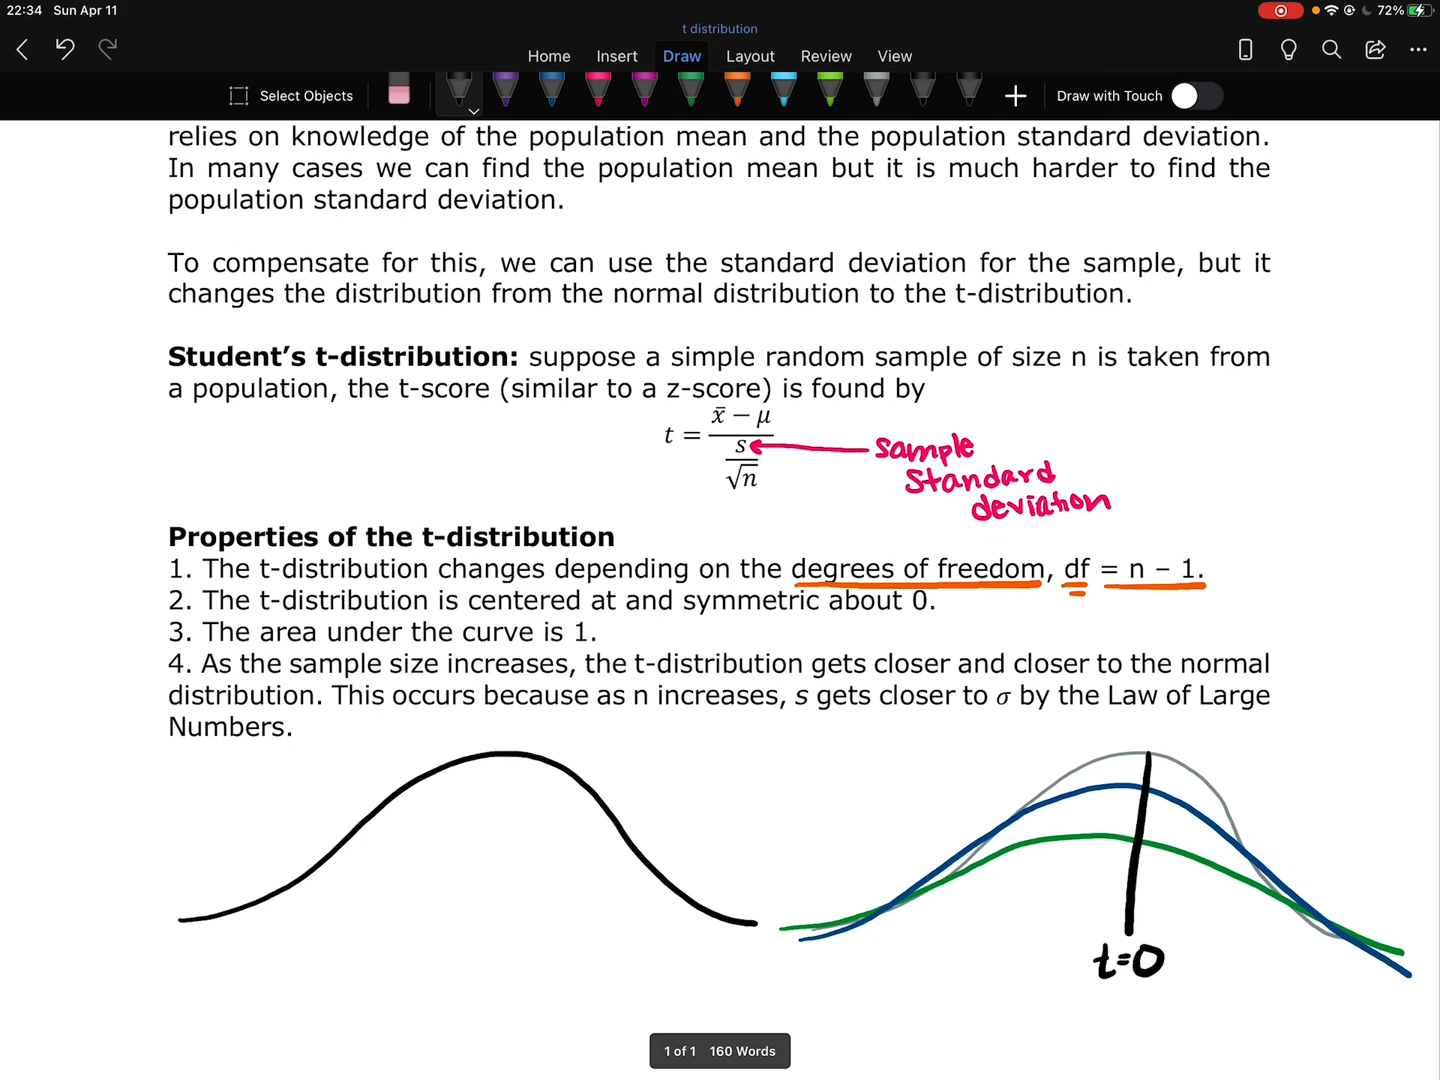 22:34 Sun Apr 11
72%
t distribution
Home Insert Draw Layout Review View
Select Objects
Draw with Touch
relies on knowledge of the population mean and the population standard deviation.
In many cases we can find the population mean but it is much harder to find the
population standard deviation.
To compensate for this, we can use the standard deviation for the sample, but it
changes the distribution from the normal distribution to the t-distribution.
Student’s t-distribution: suppose a simple random sample of size n is taken from
a population, the t-score (similar to a z-score) is found by
t = (x̄ − μ) / (s / √n)
sample
standard
deviation
Properties of the t-distribution
1. The t-distribution changes depending on the degrees of freedom, df = n – 1.
2. The t-distribution is centered at and symmetric about 0.
3. The area under the curve is 1.
4. As the sample size increases, the t-distribution gets closer and closer to the normal
distribution. This occurs because as n increases, s gets closer to σ by the Law of Large
Numbers.
t=0
1 of 1 160 Words